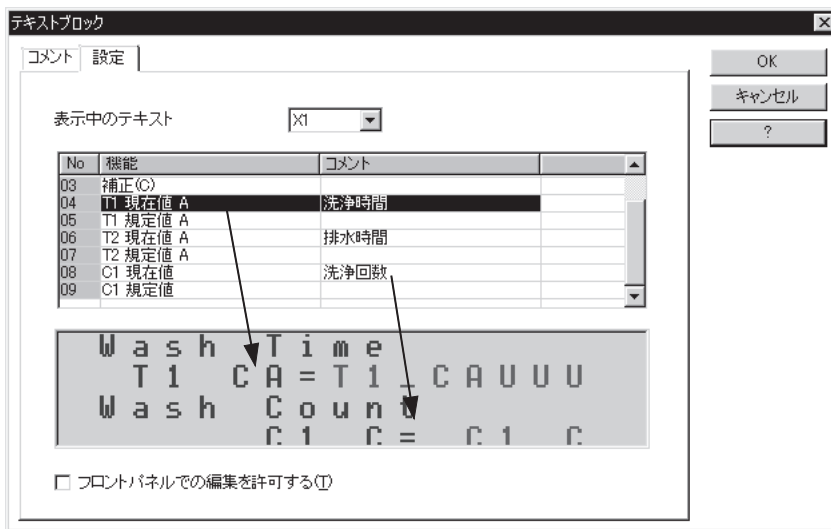 テキストブロック
コメント 設定
OK
キャンセル
?
表示中のテキスト X1
No 機能 コメント
03 補正(C)
04 T1 現在値 A 洗浄時間
05 T1 規定値 A
06 T2 現在値 A 排水時間
07 T2 規定値 A
08 C1 現在値 洗浄回数
09 C1 規定値
Wash Time
T1 CA=T1_CAUUU
Wash Count
C1 C= C1 C
フロントパネルでの編集を許可する(T)